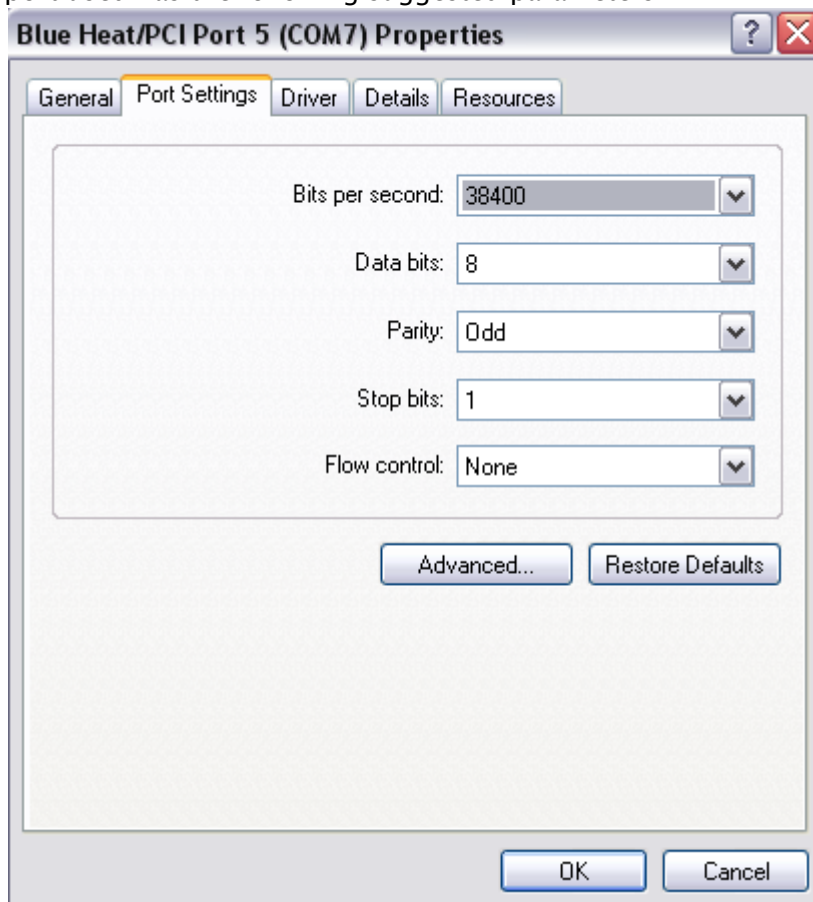 Blue Heat/PCI Port 5 (COM7) Properties
General Port Settings Driver Details Resources
Bits per second: 38400
Data bits: 8
Parity: Odd
Stop bits: 1
Flow control: None
Advanced... Restore Defaults
OK Cancel